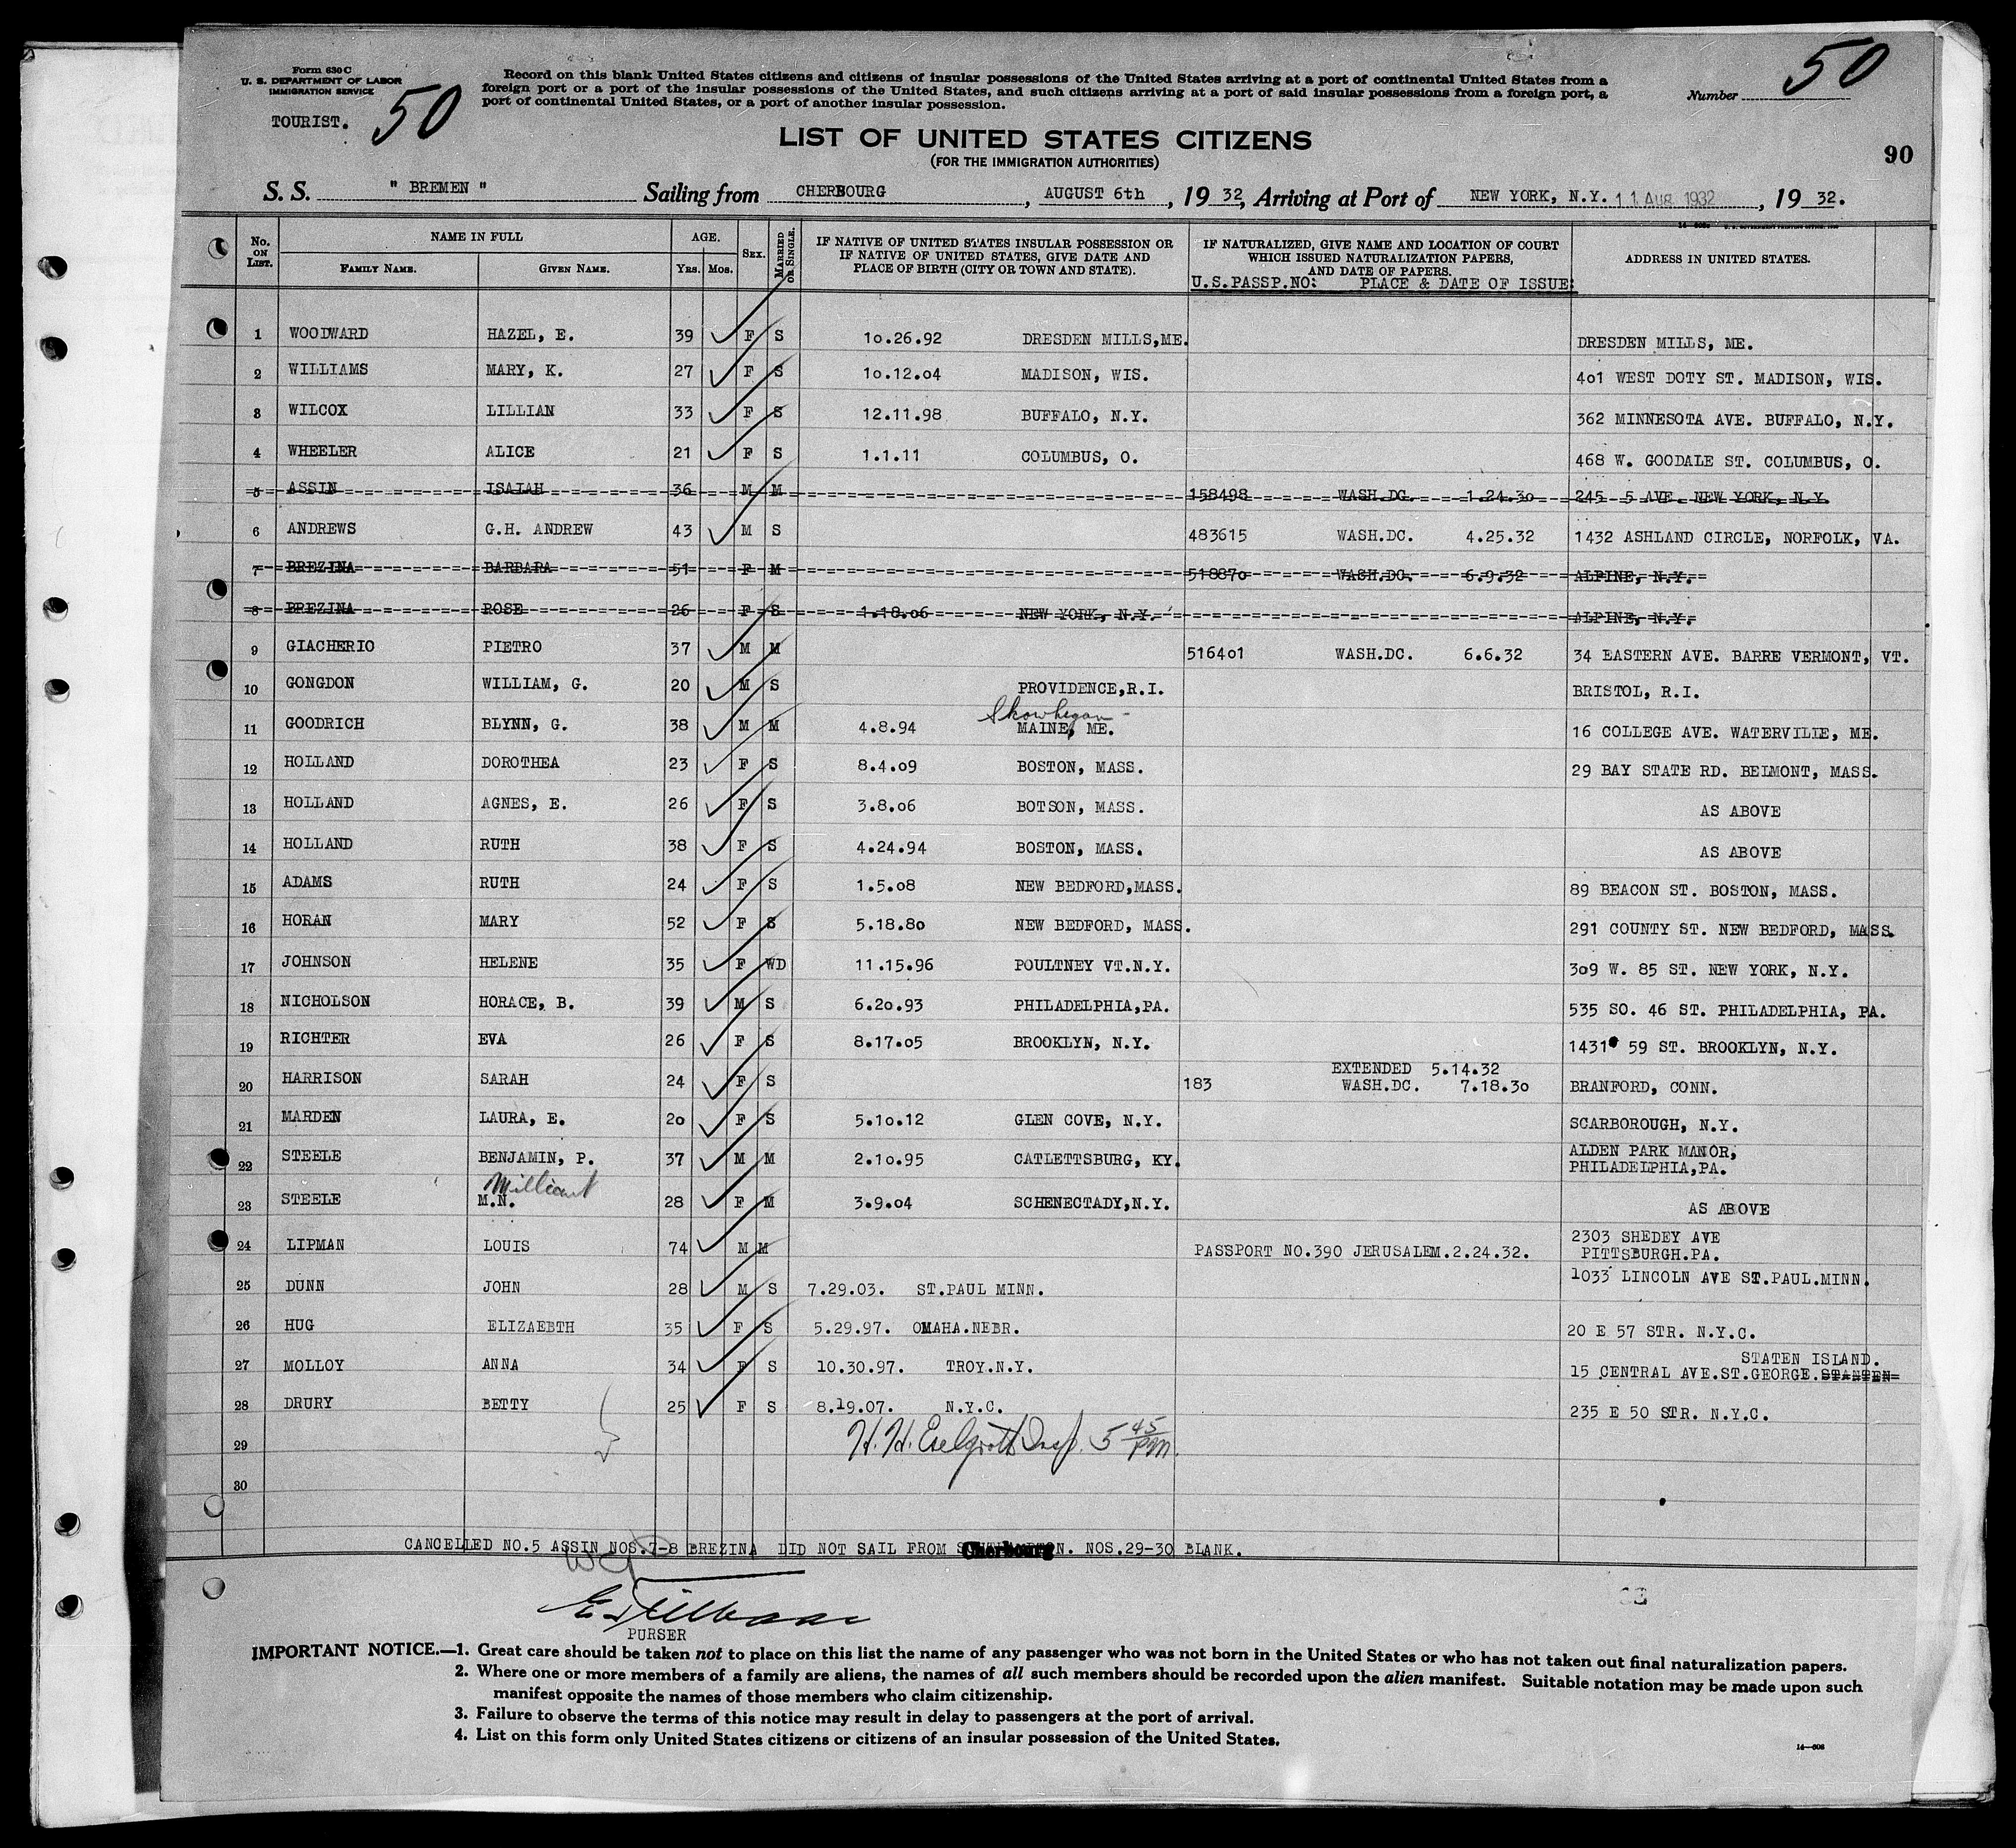 Form 630 C
U. S. DEPARTMENT OF LABOR
IMMIGRATION SERVICE
TOURIST.
50
Record on this blank United States citizens and citizens of insular possessions of the United States arriving at a port of continental United States from a
foreign port or a port of the insular possessions of the United States, and such citizens arriving at a port of said insular possessions from a foreign port, a
port of continental United States, or a port of another insular possession.
Number 50
LIST OF UNITED STATES CITIZENS
(FOR THE IMMIGRATION AUTHORITIES)
90
S. S. " BREMEN " Sailing from CHERBOURG, AUGUST 6th, 19 32, Arriving at Port of NEW YORK, N.Y. 11 AUG 1932, 19 32.
No. ON LIST.
NAME IN FULL
FAMILY NAME. GIVEN NAME.
AGE.
YRS. MOS.
SEX.
MARRIED OR SINGLE.
IF NATIVE OF UNITED STATES INSULAR POSSESSION OR
IF NATIVE OF UNITED STATES, GIVE DATE AND
PLACE OF BIRTH (CITY OR TOWN AND STATE).
IF NATURALIZED, GIVE NAME AND LOCATION OF COURT
WHICH ISSUED NATURALIZATION PAPERS,
AND DATE OF PAPERS.
U.S.PASSP.NO: PLACE & DATE OF ISSUE:
ADDRESS IN UNITED STATES.
1 WOODWARD HAZEL, E. 39 F S 10.26.92 DRESDEN MILLS,ME. DRESDEN MILLS, ME.
2 WILLIAMS MARY, K. 27 F S 10.12.04 MADISON, WIS. 401 WEST DOTY ST. MADISON, WIS.
3 WILCOX LILLIAN 33 F S 12.11.98 BUFFALO, N.Y. 362 MINNESOTA AVE. BUFFALO, N.Y.
4 WHEELER ALICE 21 F S 1.1.11 COLUMBUS, O. 468 W. GOODALE ST. COLUMBUS, O.
5 ASSIN ISAIAH 36 M M 158498 WASH.DC. 1.24.30 245 5 AVE. NEW YORK, N.Y.
6 ANDREWS G.H. ANDREW 43 M S 483615 WASH.DC. 4.25.32 1432 ASHLAND CIRCLE, NORFOLK, VA.
7 BREZINA BARBARA 51 F M 518870 WASH.DC. 6.9.32 ALPINE, N.Y.
8 BREZINA ROSE 26 F S 1.18.06 NEW YORK, N.Y. ALPINE, N.Y.
9 GIACHERIO PIETRO 37 M M 516401 WASH.DC. 6.6.32 34 EASTERN AVE. BARRE VERMONT, VT.
10 GONGDON WILLIAM, G. 20 M S PROVIDENCE,R.I. BRISTOL, R.I.
Skowhegan -
11 GOODRICH BLYNN, G. 38 M M 4.8.94 MAINE, ME. 16 COLLEGE AVE. WATERVILIE, ME.
12 HOLLAND DOROTHEA 23 F S 8.4.09 BOSTON, MASS. 29 BAY STATE RD. BELMONT, MASS.
13 HOLLAND AGNES, E. 26 F S 3.8.06 BOTSON, MASS. AS ABOVE
14 HOLLAND RUTH 38 F S 4.24.94 BOSTON, MASS. AS ABOVE
15 ADAMS RUTH 24 F S 1.5.08 NEW BEDFORD,MASS. 89 BEACON ST. BOSTON, MASS.
16 HORAN MARY 52 F S 5.18.80 NEW BEDFORD, MASS. 291 COUNTY ST. NEW BEDFORD, MASS.
17 JOHNSON HELENE 35 F WD 11.15.96 POULTNEY VT.N.Y. 309 W. 85 ST. NEW YORK, N.Y.
18 NICHOLSON HORACE, B. 39 M S 6.20.93 PHILADELPHIA,PA. 535 SO. 46 ST. PHILADELPHIA, PA.
19 RICHTER EVA 26 F S 8.17.05 BROOKLYN, N.Y. 1431 59 ST. BROOKLYN, N.Y.
EXTENDED 5.14.32
20 HARRISON SARAH 24 F S 183 WASH.DC. 7.18.30 BRANFORD, CONN.
21 MARDEN LAURA, E. 20 F S 5.10.12 GLEN COVE, N.Y. SCARBOROUGH, N.Y.
22 STEELE BENJAMIN, P. 37 M M 2.10.95 CATLETTSBURG, KY. ALDEN PARK MANOR,
PHILADELPHIA,PA.
23 STEELE M.N. 28 F M 3.9.04 SCHENECTADY,N.Y. AS ABOVE
24 LIPMAN LOUIS 74 M M PASSPORT NO.390 JERUSALEM.2.24.32. 2303 SHEDEY AVE
PITTSBURGH.PA.
25 DUNN JOHN 28 M S 7.29.03. ST.PAUL MINN. 1033 LINCOLN AVE ST.PAUL.MINN.
26 HUG ELIZAEBTH 35 F S 5.29.97. OMAHA.NEBR. 20 E 57 STR. N.Y.C.
STATEN ISLAND.
27 MOLLOY ANNA 34 F S 10.30.97. TROY.N.Y. 15 CENTRAL AVE.ST.GEORGE.STANTEN
28 DRURY BETTY 25 F S 8.19.07. N.Y.C. 235 E 50 STR. N.Y.C.
29 H. H. Insp. 5 45 PM.
30
CANCELLED NO.5 ASSIN NOS.7-8 BREZINA DID NOT SAIL FROM Cherbourg. NOS.29-30 BLANK.
PURSER
IMPORTANT NOTICE.—1. Great care should be taken not to place on this list the name of any passenger who was not born in the United States or who has not taken out final naturalization papers.
2. Where one or more members of a family are aliens, the names of all such members should be recorded upon the alien manifest. Suitable notation may be made upon such
manifest opposite the names of those members who claim citizenship.
3. Failure to observe the terms of this notice may result in delay to passengers at the port of arrival.
4. List on this form only United States citizens or citizens of an insular possession of the United States.